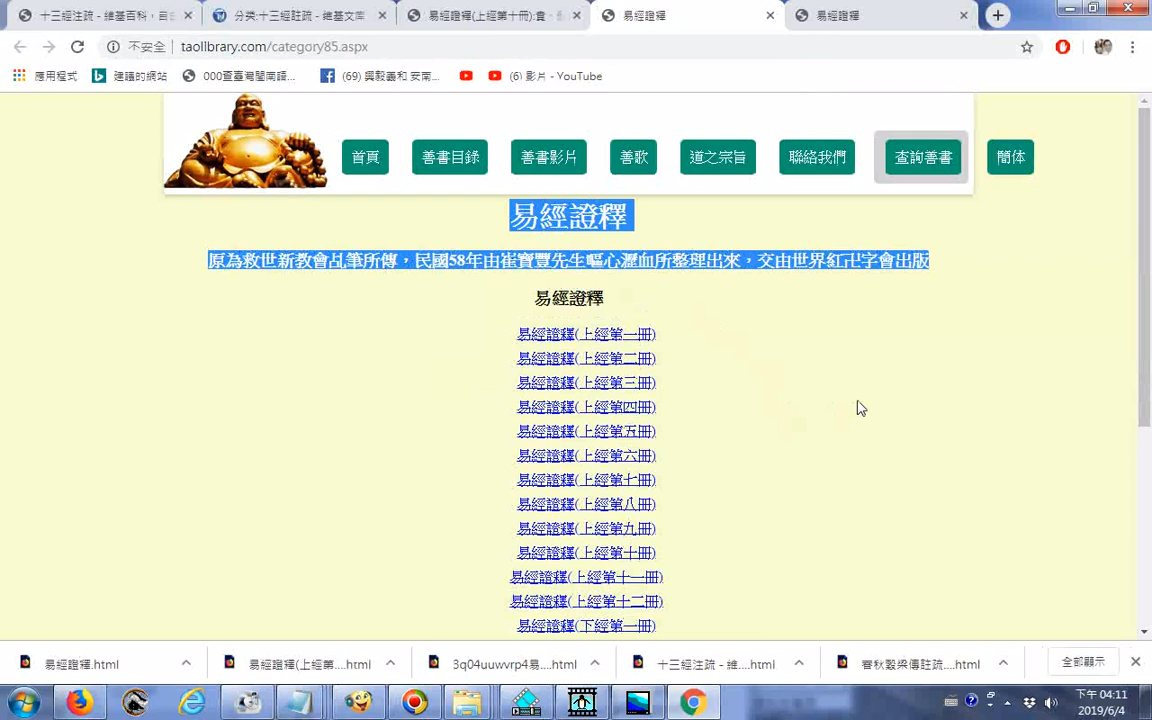 十三經注疏 - 維基百科，自
分类:十三經註疏 - 維基文庫
易經證釋(上經第十冊):賁、
易經證釋
易經證釋
不安全 | taollbrary.com/category85.aspx
應用程式
建議的網站
000查臺灣閩南語...
(69) 吳毅義和 安南...
(6) 影片 - YouTube
首頁
善書目錄
善書影片
善歌
道之宗旨
聯絡我們
查詢善書
簡体
易經證釋
原為救世新教會乩筆所傳，民國58年由崔寶豐先生嘔心瀝血所整理出來，交由世界紅卍字會出版
易經證釋
易經證釋(上經第一冊)
易經證釋(上經第二冊)
易經證釋(上經第三冊)
易經證釋(上經第四冊)
易經證釋(上經第五冊)
易經證釋(上經第六冊)
易經證釋(上經第七冊)
易經證釋(上經第八冊)
易經證釋(上經第九冊)
易經證釋(上經第十冊)
易經證釋(上經第十一冊)
易經證釋(上經第十二冊)
易經證釋(下經第一冊)
易經證釋.html
易經證釋(上經第....html
3q04uuwvrp4易....html
十三經注疏 - 維....html
春秋穀梁傳註疏....html
全部顯示
下午 04:11
2019/6/4